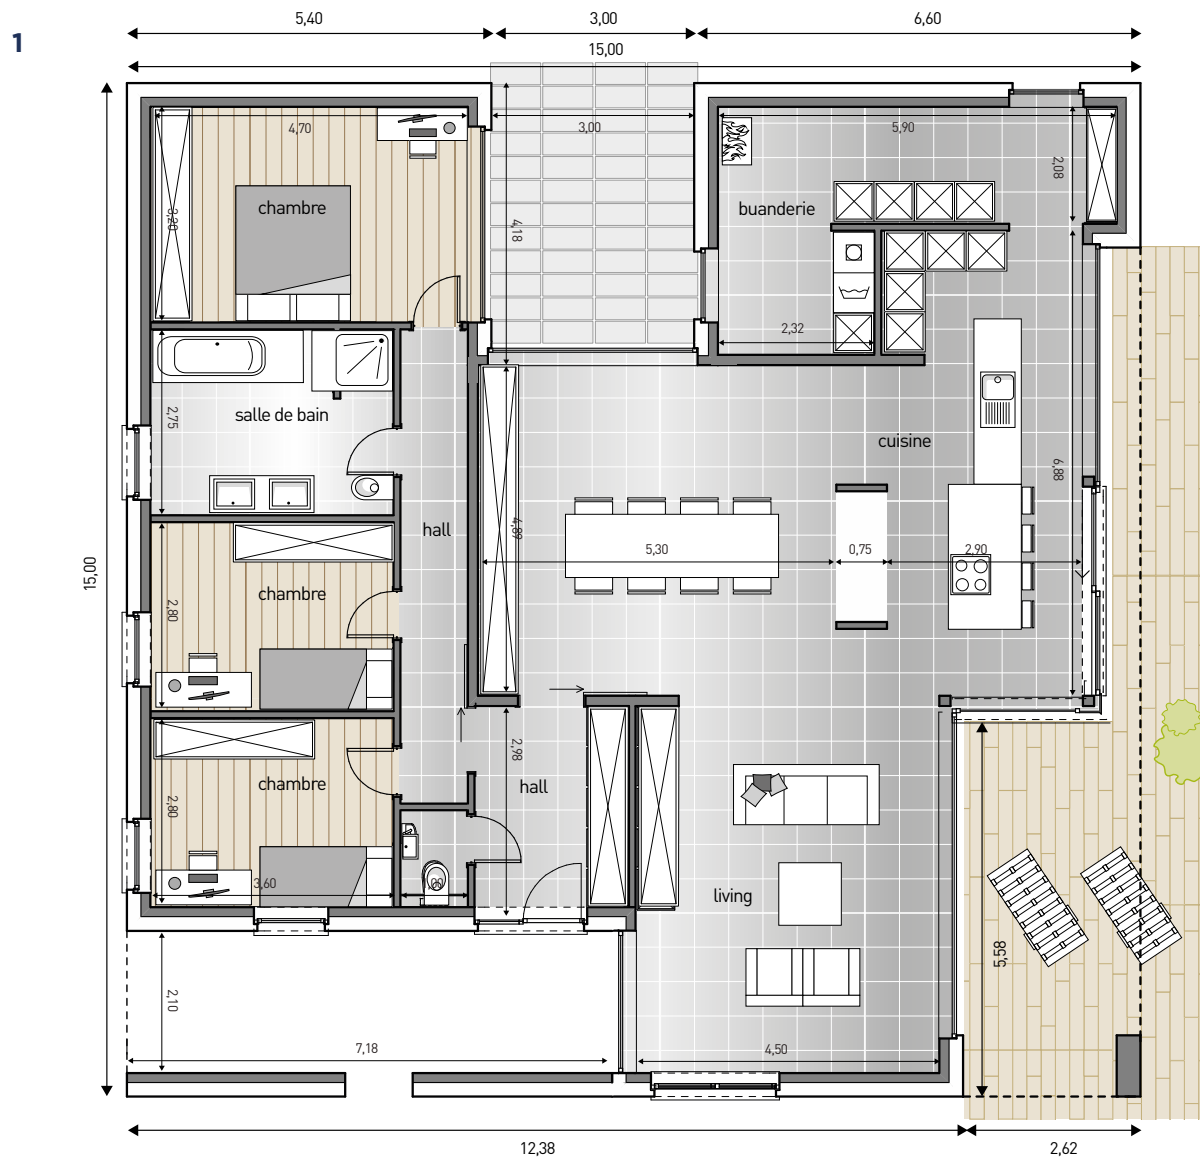 5,40 3,00 6,60
1
15,00
4,70 3,00 5,90
2,08
chambre buanderie
3,20 4,18
2,32
2,75 salle de bain
cuisine
6,88
hall 4,89
5,30 0,75 2,90
15,00
chambre
2,80
2,98
chambre hall
2,80
3,60 ,00
living
5,58
2,10
7,18 4,50
12,38 2,62